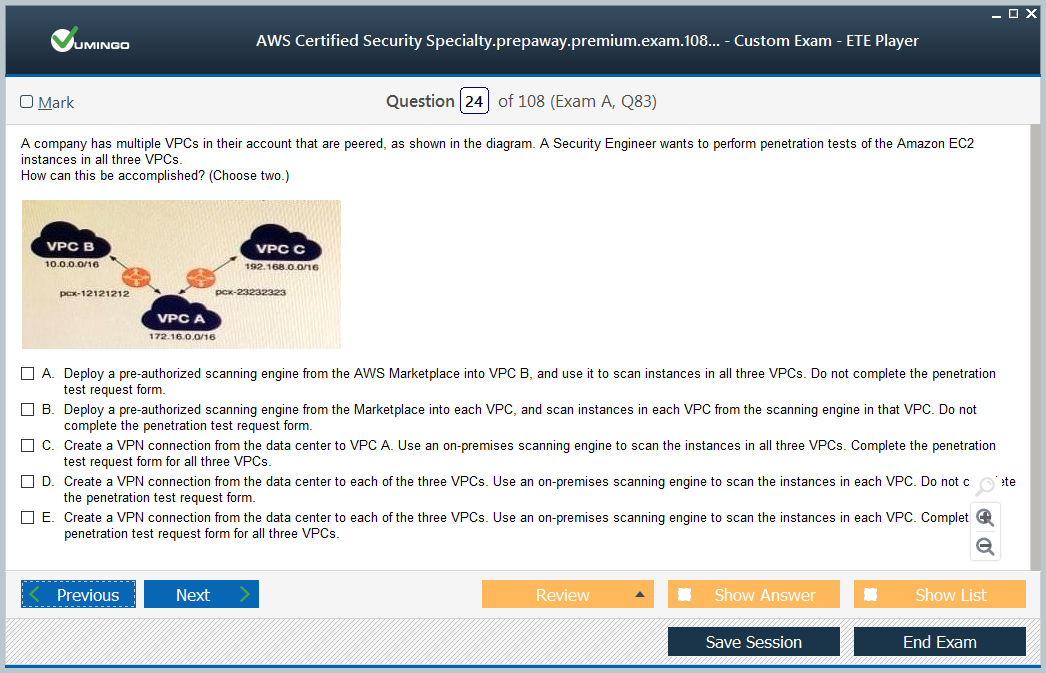 VUMINGO
AWS Certified Security Specialty.prepaway.premium.exam.108... - Custom Exam - ETE Player
Mark
Question 24 of 108 (Exam A, Q83)
A company has multiple VPCs in their account that are peered, as shown in the diagram. A Security Engineer wants to perform penetration tests of the Amazon EC2
instances in all three VPCs.
How can this be accomplished? (Choose two.)
VPC B
VPC C
10.0.0.0/16
192.168.0.0/16
pcx-12121212
pcx-23232323
VPC A
172.16.0.0/16
A. Deploy a pre-authorized scanning engine from the AWS Marketplace into VPC B, and use it to scan instances in all three VPCs. Do not complete the penetration
test request form.
B. Deploy a pre-authorized scanning engine from the Marketplace into each VPC, and scan instances in each VPC from the scanning engine in that VPC. Do not
complete the penetration test request form.
C. Create a VPN connection from the data center to VPC A. Use an on-premises scanning engine to scan the instances in all three VPCs. Complete the penetration
test request form for all three VPCs.
D. Create a VPN connection from the data center to each of the three VPCs. Use an on-premises scanning engine to scan the instances in each VPC. Do not c ete
the penetration test request form.
E. Create a VPN connection from the data center to each of the three VPCs. Use an on-premises scanning engine to scan the instances in each VPC. Complet
penetration test request form for all three VPCs.
Previous
Next
Review
Show Answer
Show List
Save Session
End Exam